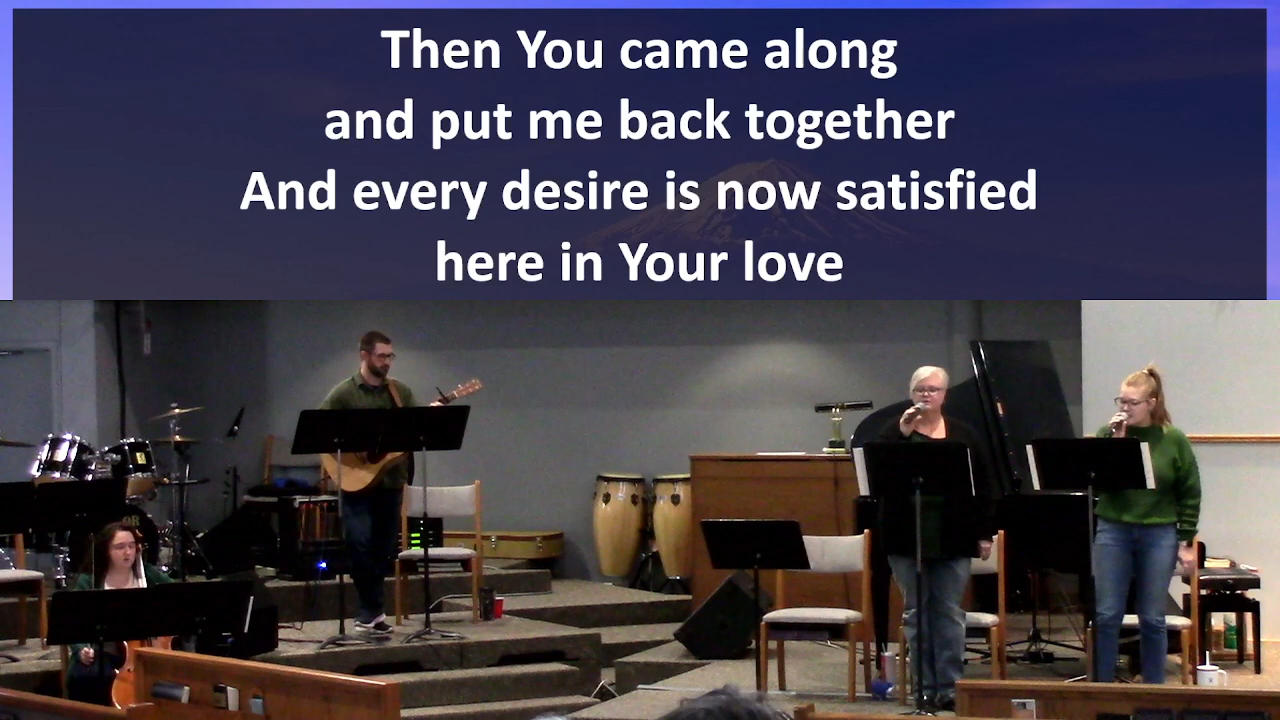 Then You came along
and put me back together
And every desire is now satisfied
here in Your love